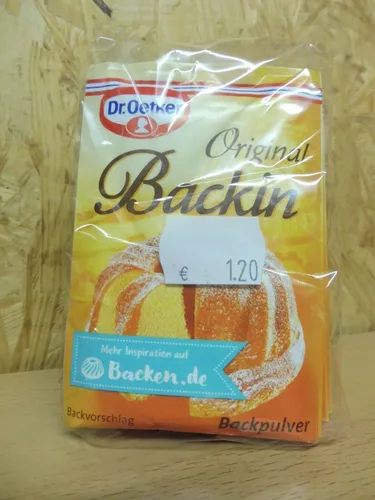 Dr.Oetker
Original
Backin
€ 1.20
Mehr Inspiration auf
Backen.de
Backvorschlag
Backpulver